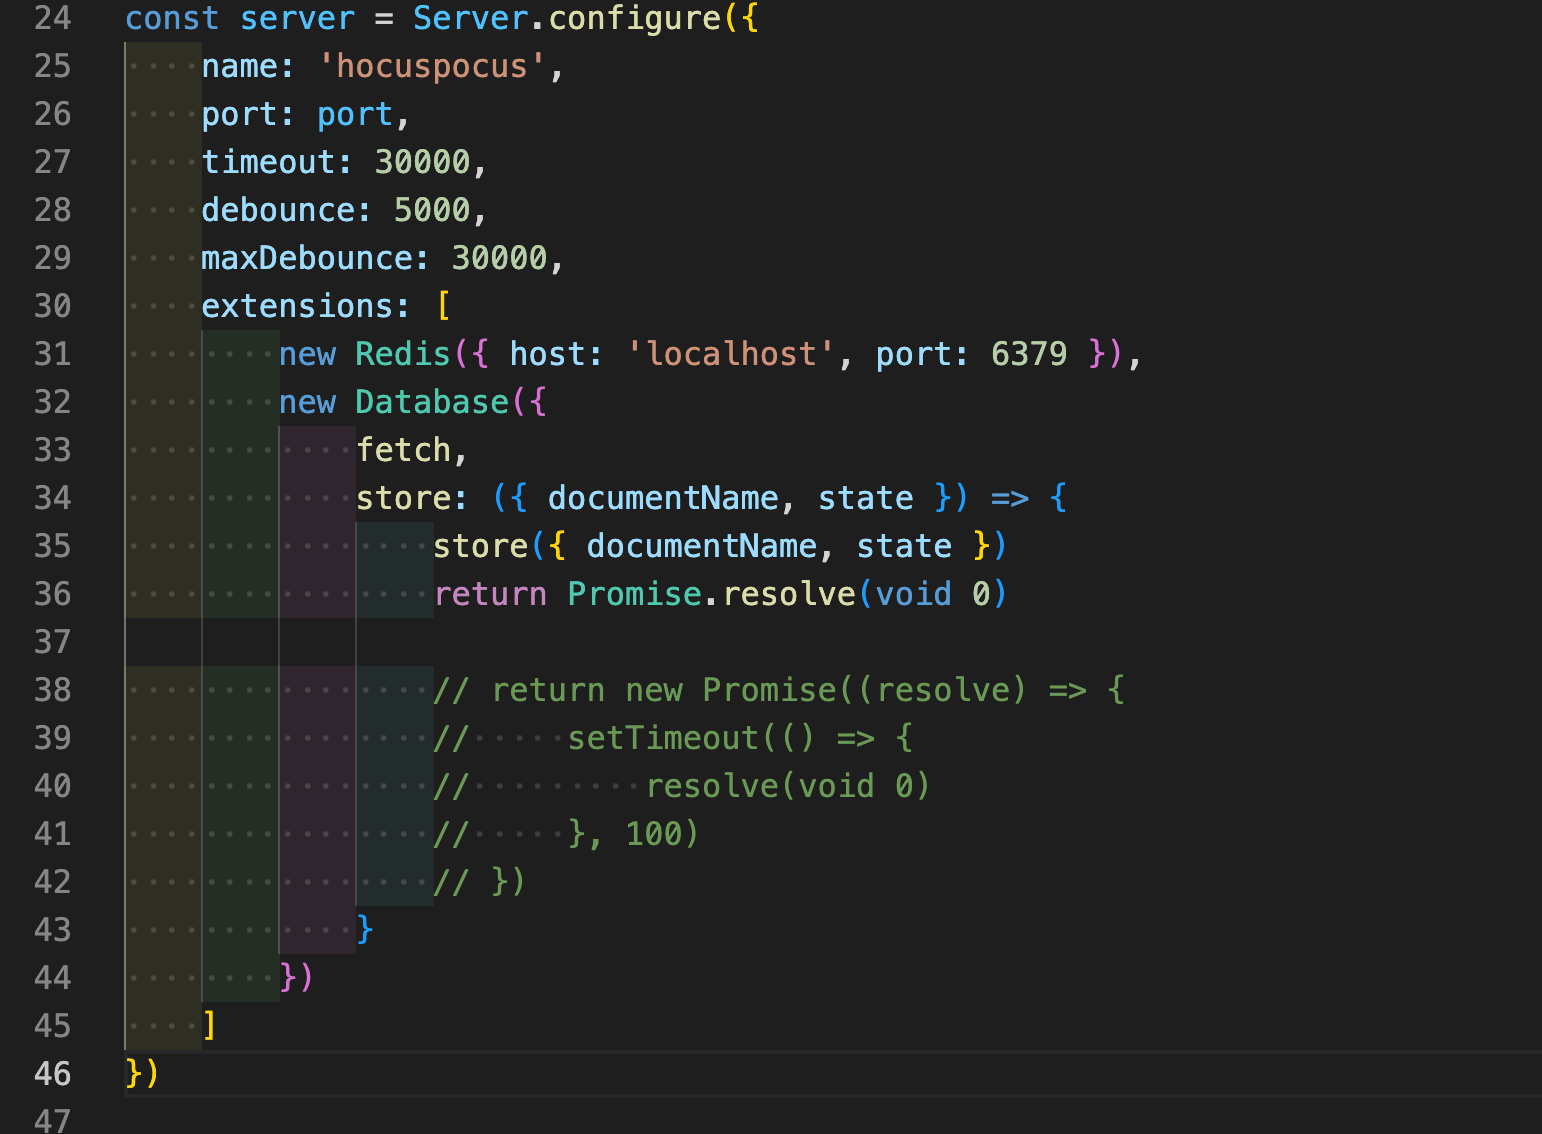 24 const server = Server.configure({
25     name: 'hocuspocus',
26     port: port,
27     timeout: 30000,
28     debounce: 5000,
29     maxDebounce: 30000,
30     extensions: [
31         new Redis({ host: 'localhost', port: 6379 }),
32         new Database({
33             fetch,
34             store: ({ documentName, state }) => {
35                 store({ documentName, state })
36                 return Promise.resolve(void 0)
37
38                 // return new Promise((resolve) => {
39                 //     setTimeout(() => {
40                 //         resolve(void 0)
41                 //     }, 100)
42                 // })
43             }
44         })
45     ]
46 })
47